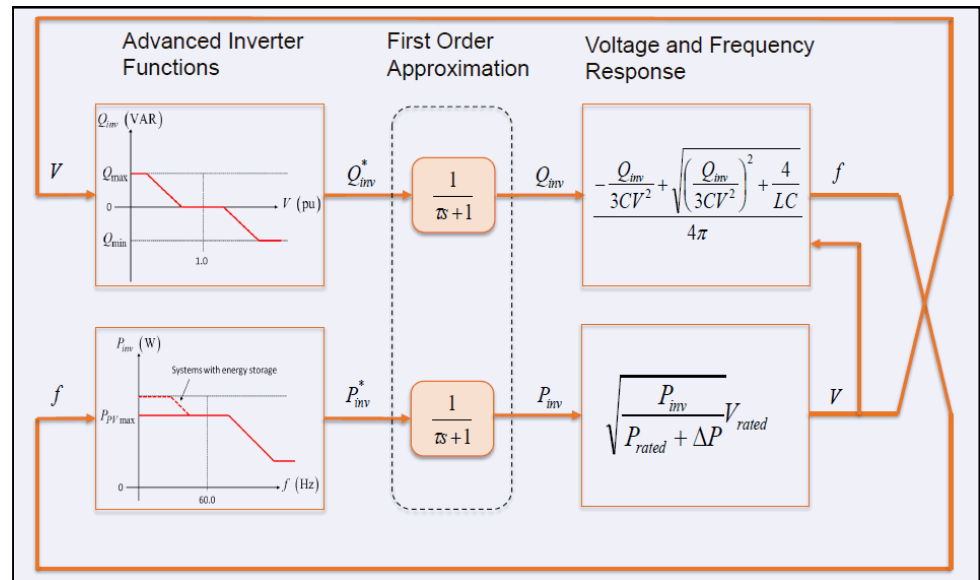 Advanced Inverter
Functions
First Order
Approximation
Voltage and Frequency
Response
Q_inv (VAR)
Q_max
0
V (pu)
Q_min
1.0
V
Q*_inv
1
τs+1
Q_inv
-Q_inv/3CV² + √((Q_inv/3CV²)² + 4/LC)
4π
f
P_inv (W)
Systems with energy storage
P_PV max
0
f (Hz)
60.0
f
P*_inv
1
τs+1
P_inv
√(P_inv/(P_rated + ΔP)) V_rated
V